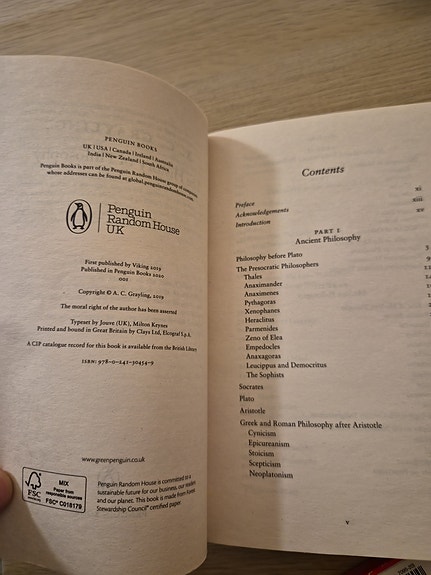 PENGUIN BOOKS
UK | USA | Canada | Ireland | Australia
India | New Zealand | South Africa
Penguin Books is part of the Penguin Random House group of companies
whose addresses can be found at global.penguinrandomhouse.com
Penguin
Random House
UK
First published by Viking 2019
Published in Penguin Books 2020
001
Copyright © A. C. Grayling, 2019
The moral right of the author has been asserted
Typeset by Jouve (UK), Milton Keynes
Printed and bound in Great Britain by Clays Ltd, Elcograf S.p.A.
A CIP catalogue record for this book is available from the British Library
ISBN: 978-0-241-30454-9
www.greenpenguin.co.uk
FSC
MIX
Paper from
responsible sources
FSC® C018179
Penguin Random House is committed to a
sustainable future for our business, our readers
and our planet. This book is made from Forest
Stewardship Council® certified paper.
Contents
Preface xi
Acknowledgements xiii
Introduction xv
PART I
Ancient Philosophy
Philosophy before Plato 3
The Presocratic Philosophers
Thales
Anaximander
Anaximenes
Pythagoras
Xenophanes
Heraclitus
Parmenides
Zeno of Elea
Empedocles
Anaxagoras
Leucippus and Democritus
The Sophists
Socrates
Plato
Aristotle
Greek and Roman Philosophy after Aristotle
Cynicism
Epicureanism
Stoicism
Scepticism
Neoplatonism
v